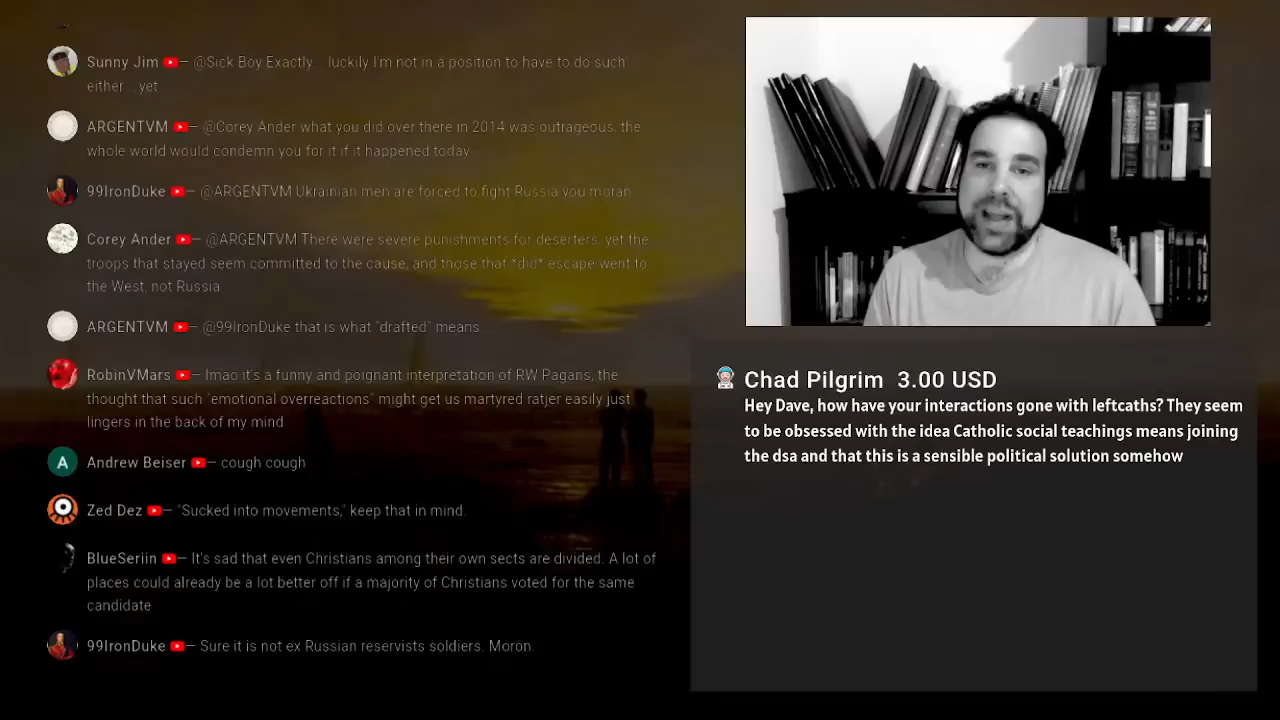 Sunny Jim — @Sick Boy Exactly... luckily I'm not in a position to have to do such
either... yet
ARGENTVM — @Corey Ander what you did over there in 2014 was outrageous, the
whole world would condemn you for it if it happened today
99IronDuke — @ARGENTVM Ukrainian men are forced to fight Russia you moran
Corey Ander — @ARGENTVM There were severe punishments for deserters, yet the
troops that stayed seem committed to the cause, and those that *did* escape went to
the West, not Russia
ARGENTVM — @99IronDuke that is what "drafted" means...
RobinVMars — lmao it's a funny and poignant interpretation of RW Pagans, the
thought that such "emotional overreactions" might get us martyred ratjer easily just
lingers in the back of my mind
A Andrew Beiser — cough cough
Zed Dez — "Sucked into movements," keep that in mind.
BlueSeriin — It's sad that even Christians among their own sects are divided. A lot of
places could already be a lot better off if a majority of Christians voted for the same
candidate
99IronDuke — Sure it is not ex Russian reservists soldiers. Moron.
Chad Pilgrim 3.00 USD
Hey Dave, how have your interactions gone with leftcaths? They seem
to be obsessed with the idea Catholic social teachings means joining
the dsa and that this is a sensible political solution somehow